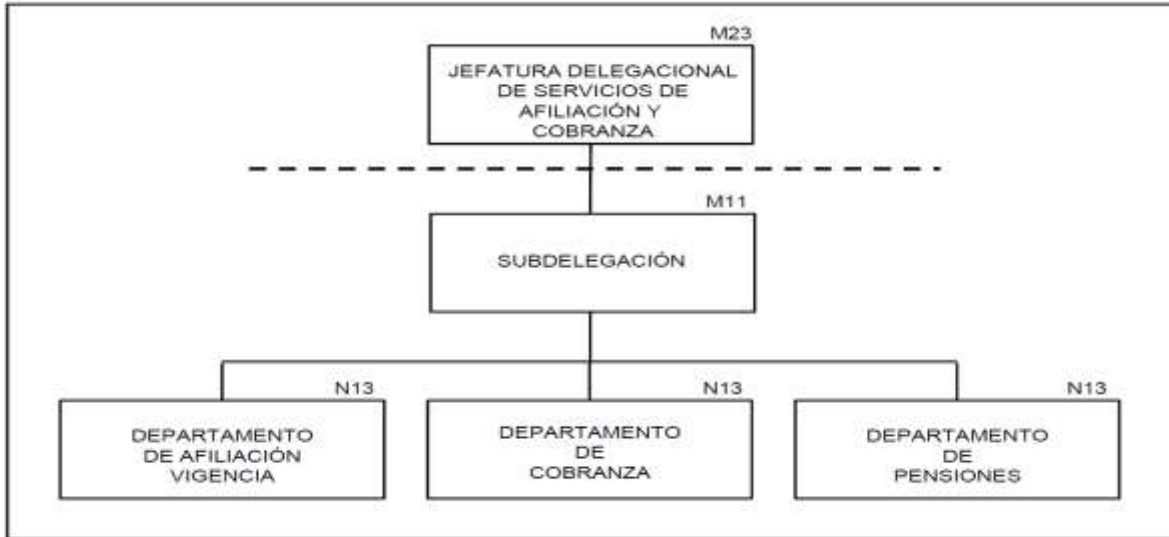 M23
JEFATURA DELEGACIONAL
DE SERVICIOS DE
AFILIACIÓN Y
COBRANZA
M11
SUBDELEGACIÓN
N13
DEPARTAMENTO
DE AFILIACIÓN
VIGENCIA
N13
DEPARTAMENTO
DE
COBRANZA
N13
DEPARTAMENTO
DE
PENSIONES